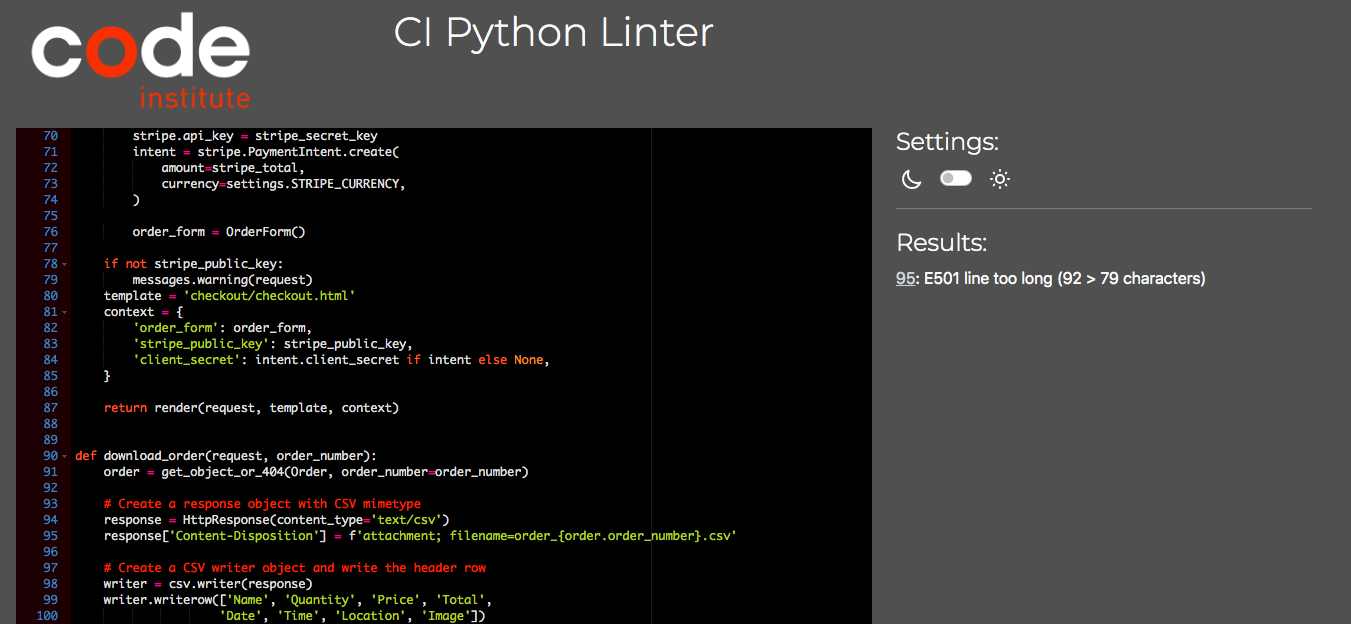 code
institute
CI Python Linter
70 stripe.api_key = stripe_secret_key
71 intent = stripe.PaymentIntent.create(
72 amount=stripe_total,
73 currency=settings.STRIPE_CURRENCY,
74 )
75
76 order_form = OrderForm()
77
78 if not stripe_public_key:
79 messages.warning(request)
80 template = 'checkout/checkout.html'
81 context = {
82 'order_form': order_form,
83 'stripe_public_key': stripe_public_key,
84 'client_secret': intent.client_secret if intent else None,
85 }
86
87 return render(request, template, context)
88
89
90 def download_order(request, order_number):
91 order = get_object_or_404(Order, order_number=order_number)
92
93 # Create a response object with CSV mimetype
94 response = HttpResponse(content_type='text/csv')
95 response['Content-Disposition'] = f'attachment; filename=order_{order.order_number}.csv'
96
97 # Create a CSV writer object and write the header row
98 writer = csv.writer(response)
99 writer.writerow(['Name', 'Quantity', 'Price', 'Total',
100 'Date', 'Time', 'Location', 'Image'])
Settings:
Results:
95: E501 line too long (92 > 79 characters)